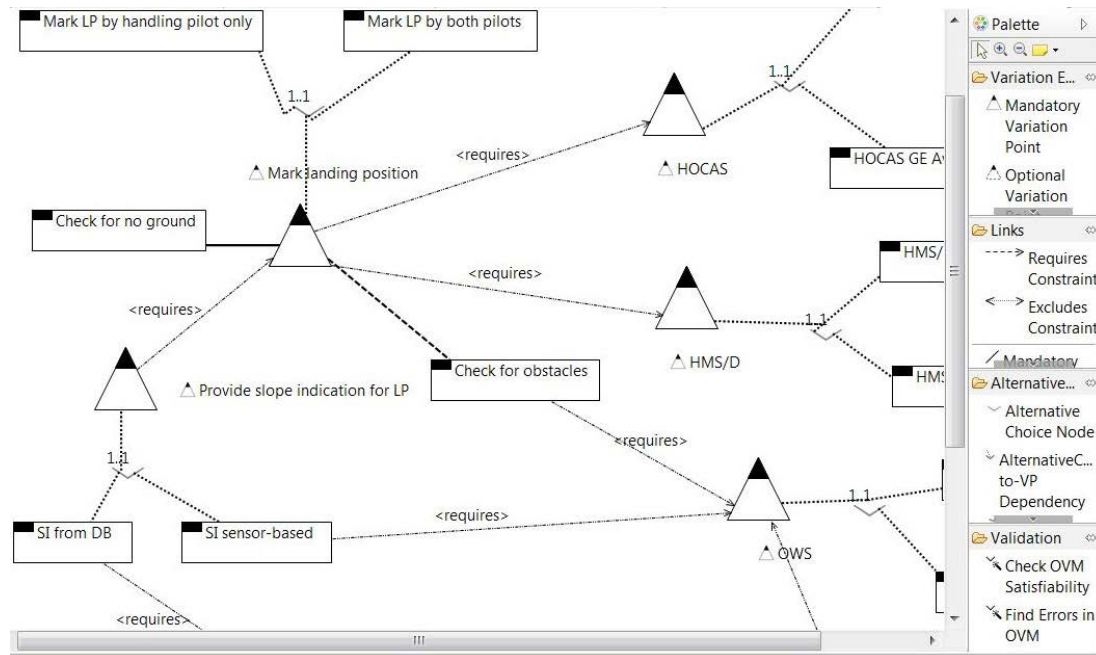 Mark LP by handling pilot only
Mark LP by both pilots
1..1
1..1
<requires>
Mark landing position
HOCAS
HOCAS GE A
Check for no ground
<requires>
HMS/
<requires>
1..1
HMS/D
HMS
Check for obstacles
Provide slope indication for LP
<requires>
1..1
1..1
SI from DB
SI sensor-based
<requires>
OWS
<requires>
Palette
Variation E...
Mandatory
Variation
Point
Optional
Variation
Links
Requires
Constraint
Excludes
Constraint
Mandatory
Alternative...
Alternative
Choice Node
AlternativeC...
to-VP
Dependency
Validation
Check OVM
Satisfiability
Find Errors in
OVM